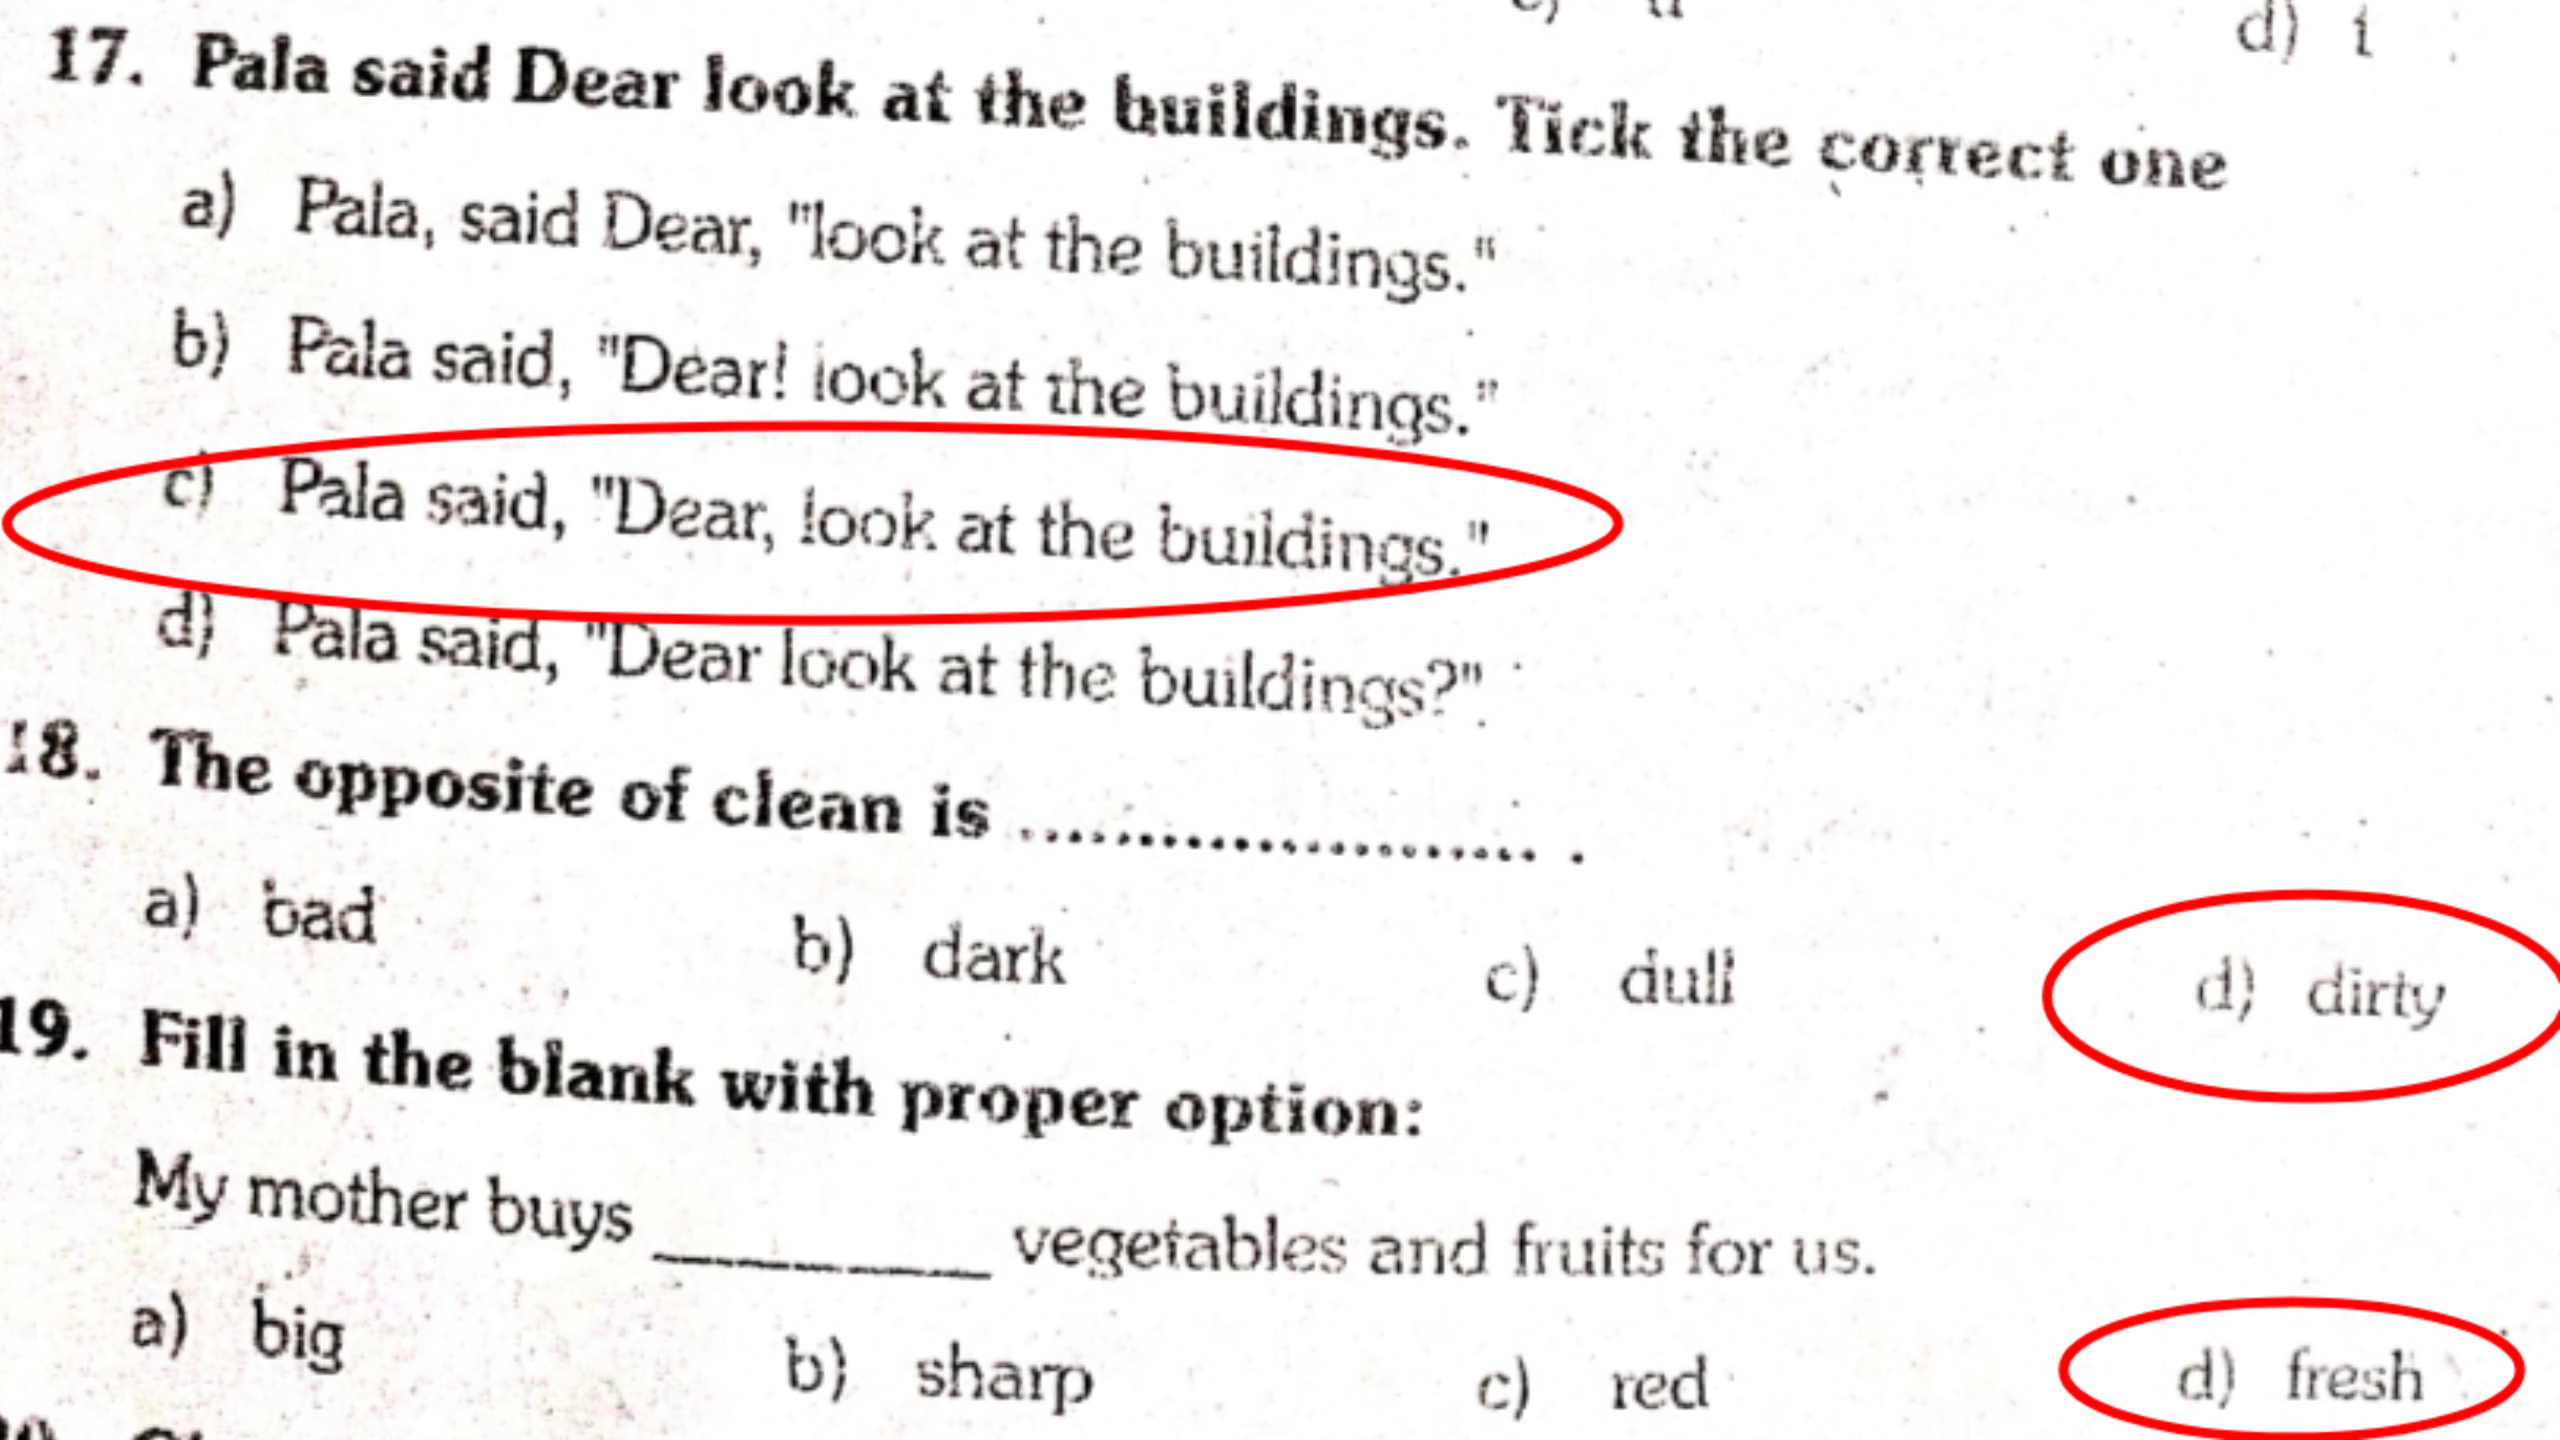 d) i
17. Pala said Dear look at the buildings. Tick the correct one
a) Pala, said Dear, "look at the buildings."
b) Pala said, "Dear! look at the buildings."
c) Pala said, "Dear, look at the buildings."
d) Pala said, "Dear look at the buildings?"
18. The opposite of clean is ........................ .
a) bad b) dark c) dull d) dirty
19. Fill in the blank with proper option:
My mother buys __________ vegetables and fruits for us.
a) big b) sharp c) red d) fresh